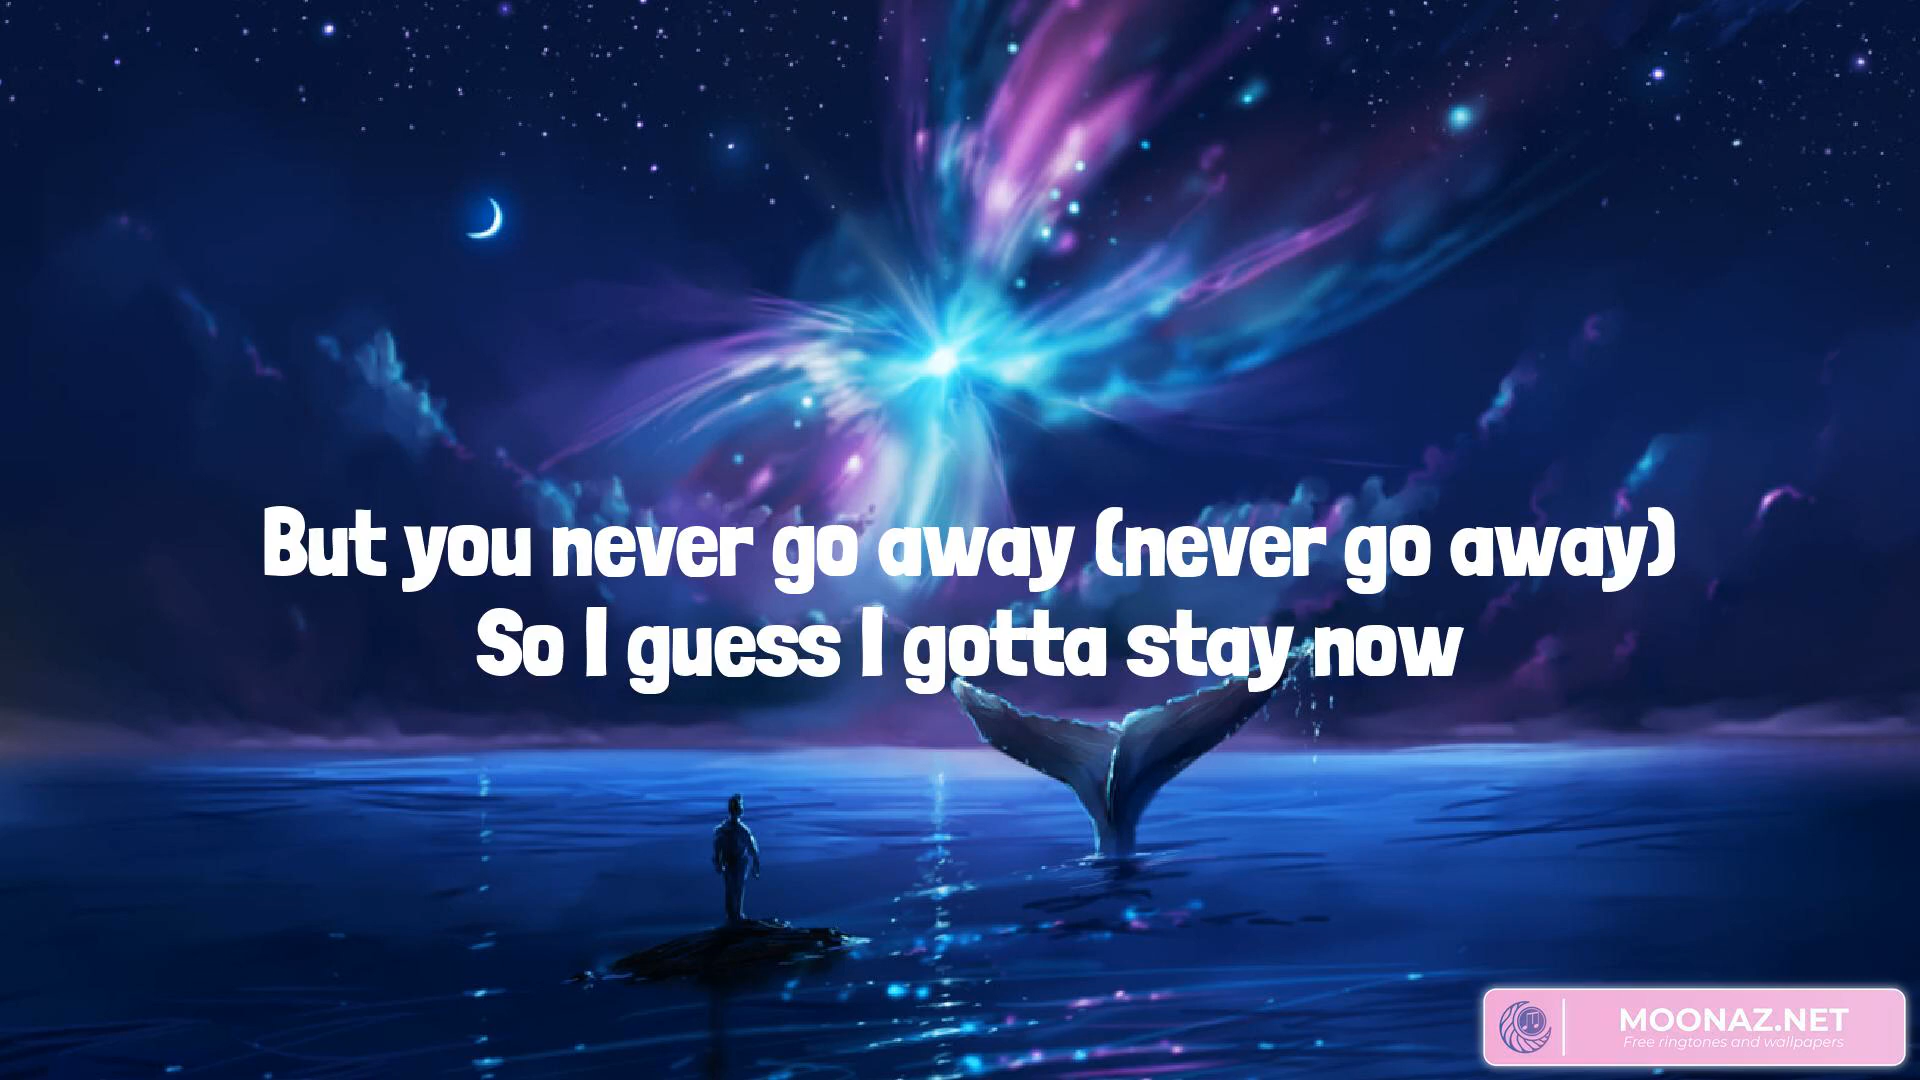 But you never go away (never go away)
So I guess I gotta stay now
MOONAZ.NET
Free ringtones and wallpapers